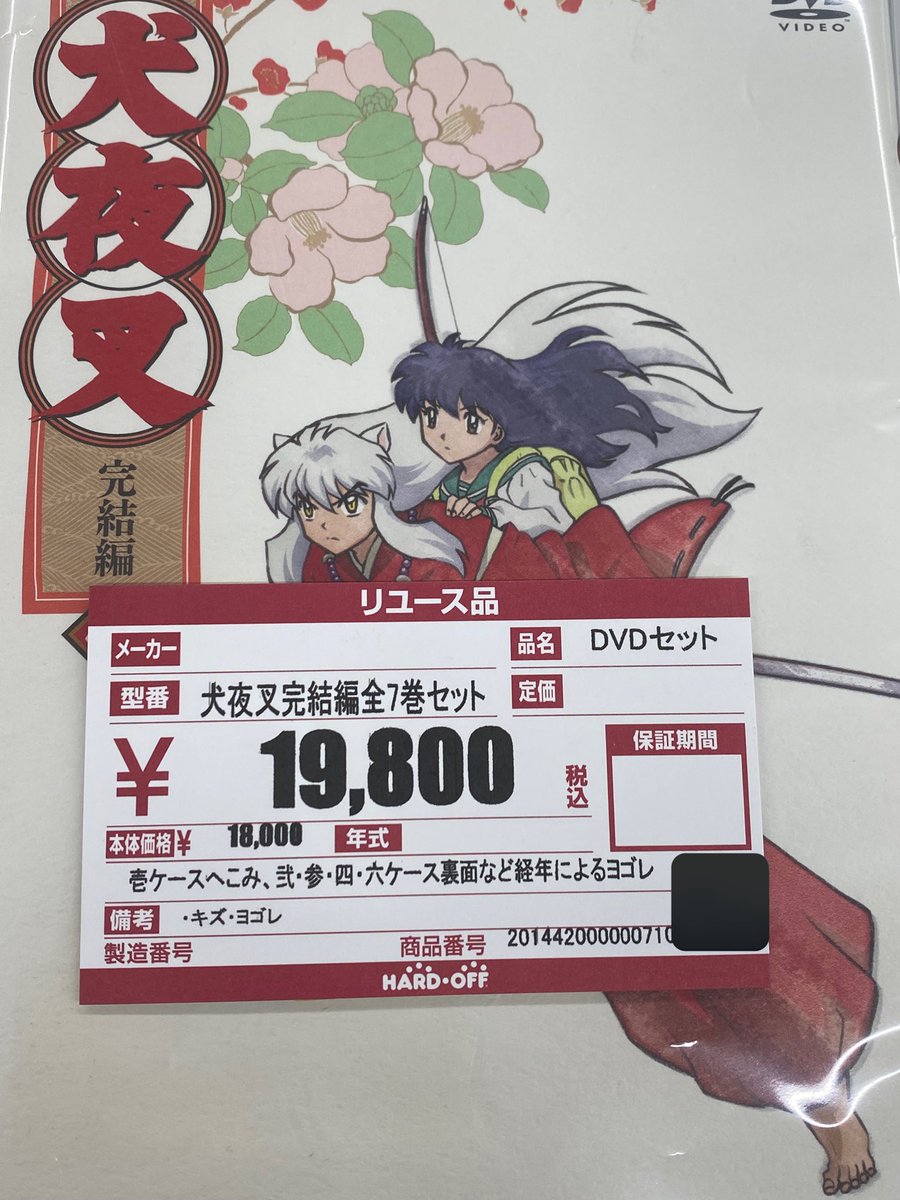 DVD
VIDEO
犬夜叉
完結編
リユース品
メーカー
品名 DVDセット
型番 犬夜叉完結編全7巻セット
定価
¥ 19,800 税込
保証期間
本体価格¥ 18,000 年式
壱ケースへこみ、弐・参・四・六ケース裏面など経年によるヨゴレ
備考 ・キズ・ヨゴレ
製造番号 商品番号 201442000000710
HARD・OFF